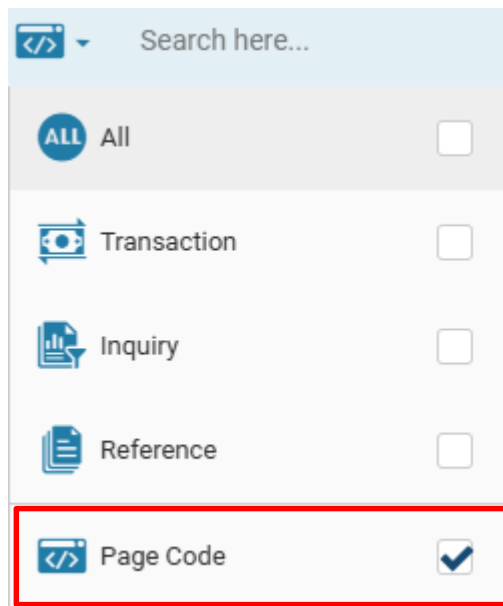 Search here...
ALL All
Transaction
Inquiry
Reference
</> Page Code